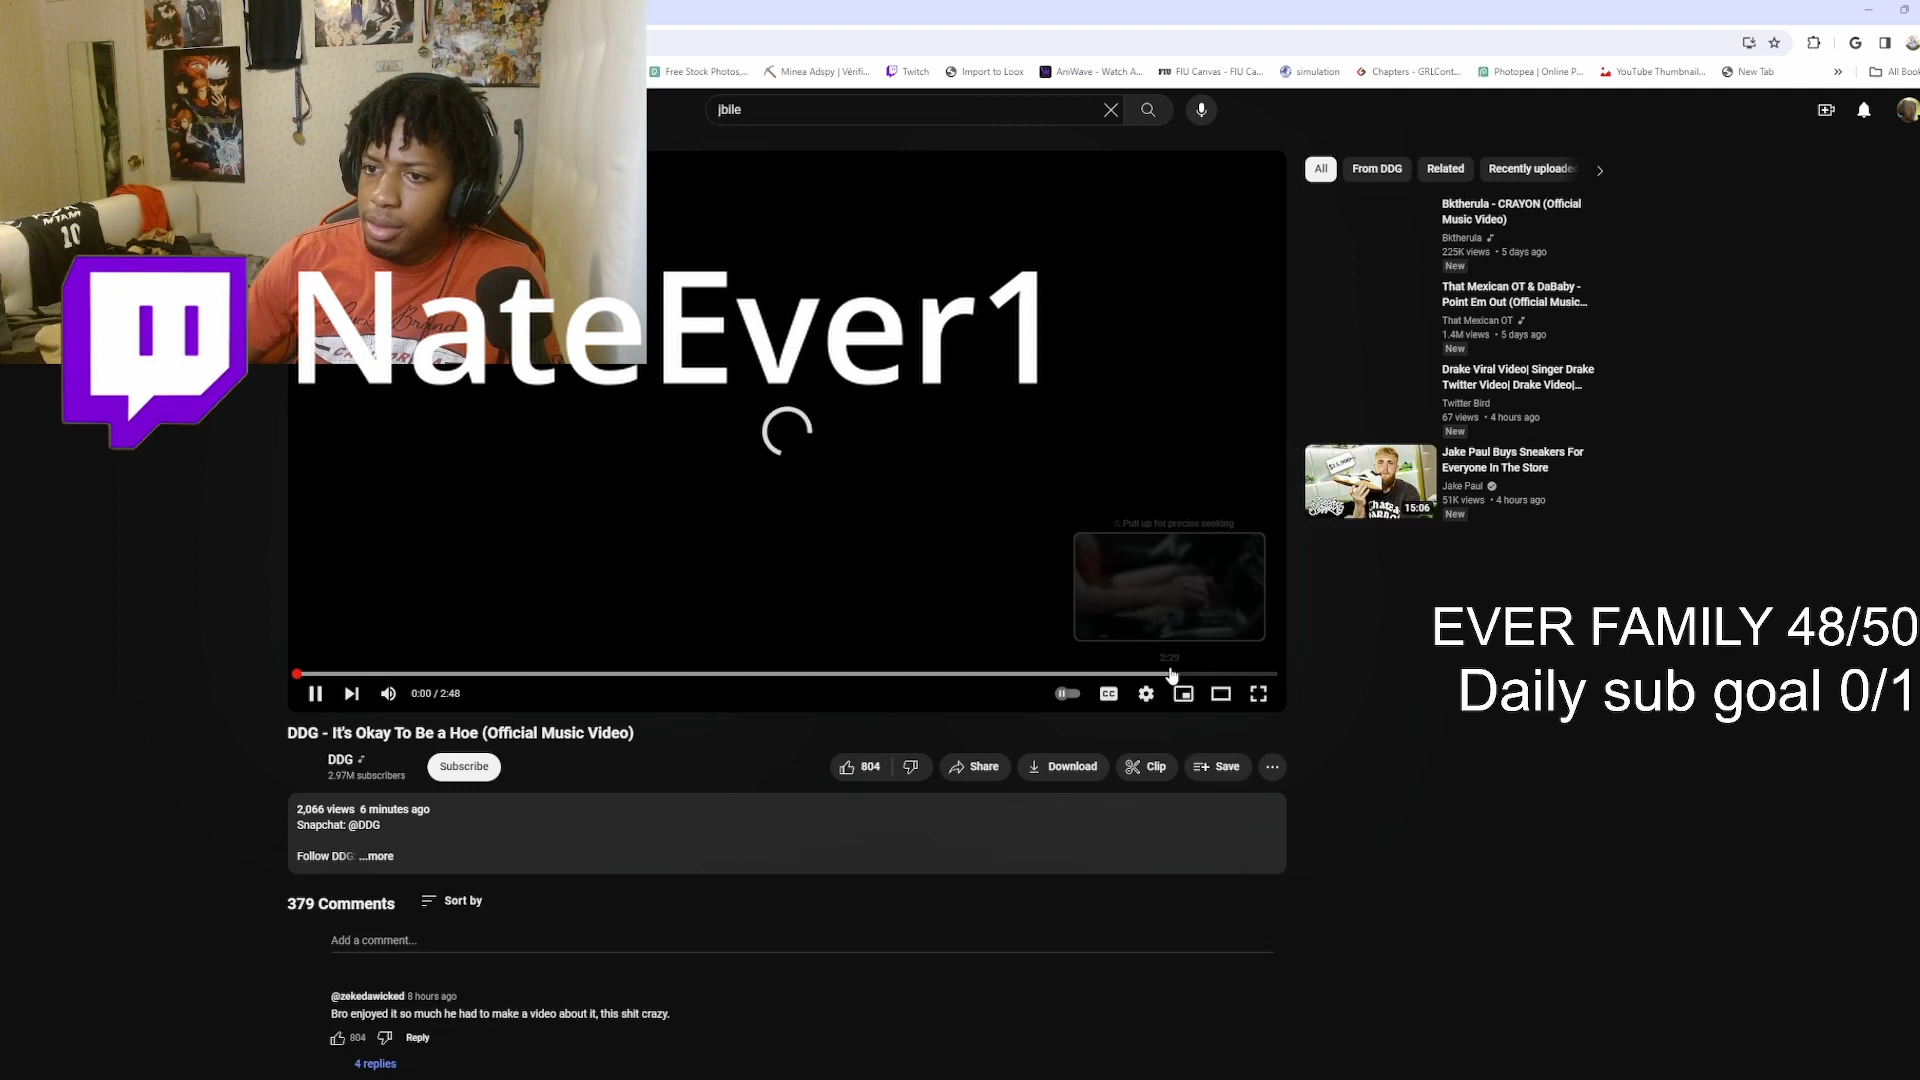 Free Stock Photos,...
Minea Adspy | Vérifi...
Twitch
Import to Loox
AniWave - Watch A...
FIU
FIU Canvas - FIU Ca...
simulation
Chapters - GRLCont...
Photopea | Online P...
YouTube Thumbnail...
New Tab
All Book
jbile
MIAMI
10
NateEver1
All
From DDG
Related
Recently uploaded
Bktherula - CRAYON (Official
Music Video)
Bktherula
225K views • 5 days ago
New
That Mexican OT & DaBaby -
Point Em Out (Official Music...
That Mexican OT
1.4M views • 5 days ago
New
Drake Viral Video| Singer Drake
Twitter Video| Drake Video|...
Twitter Bird
67 views • 4 hours ago
New
15:06
Jake Paul Buys Sneakers For
Everyone In The Store
Jake Paul
51K views • 4 hours ago
New
Pull up for precise seeking
2:29
0:00 / 2:48
CC
EVER FAMILY 48/50
Daily sub goal 0/1
DDG - It's Okay To Be a Hoe (Official Music Video)
DDG
2.97M subscribers
Subscribe
804
Share
Download
Clip
Save
2,066 views 6 minutes ago
Snapchat: @DDG
Follow DDG: ...more
379 Comments
Sort by
Add a comment...
@zekedawicked 8 hours ago
Bro enjoyed it so much he had to make a video about it, this shit crazy.
804
Reply
4 replies